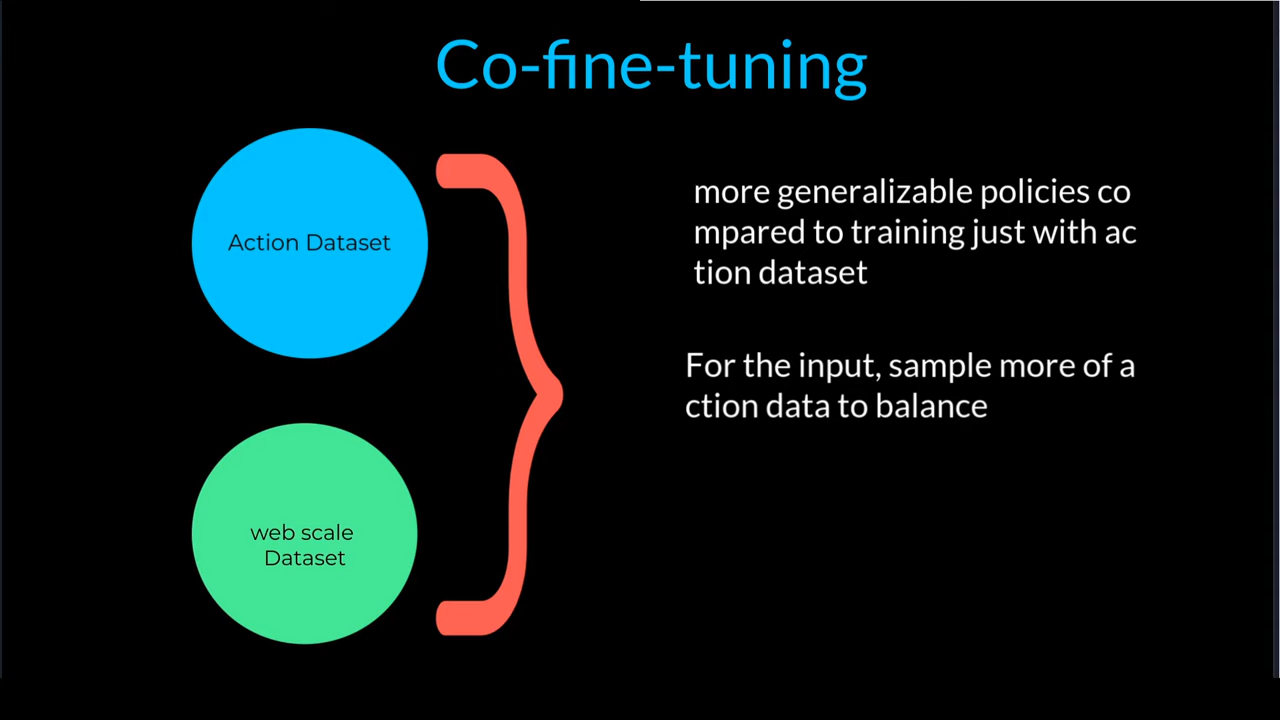 Co-fine-tuning
Action Dataset
more generalizable policies co
mpared to training just with ac
tion dataset
For the input, sample more of a
ction data to balance
web scale
Dataset